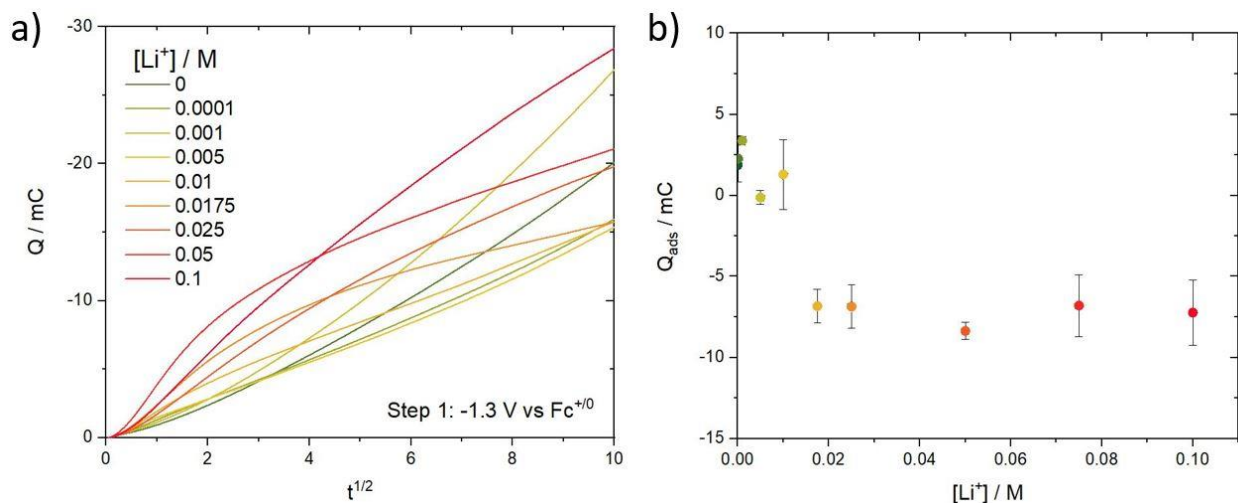 a)
-30
-20
-10
0
Q / mC
[Li+] / M
0
0.0001
0.001
0.005
0.01
0.0175
0.025
0.05
0.1
Step 1: -1.3 V vs Fc+/0
0 2 4 6 8 10
t1/2
b)
10
5
0
-5
-10
-15
Qads / mC
0.00 0.02 0.04 0.06 0.08 0.10
[Li+] / M